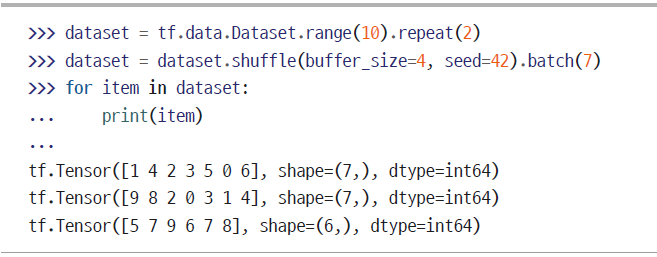 >>> dataset = tf.data.Dataset.range(10).repeat(2)
>>> dataset = dataset.shuffle(buffer_size=4, seed=42).batch(7)
>>> for item in dataset:
...     print(item)
...
tf.Tensor([1 4 2 3 5 0 6], shape=(7,), dtype=int64)
tf.Tensor([9 8 2 0 3 1 4], shape=(7,), dtype=int64)
tf.Tensor([5 7 9 6 7 8], shape=(6,), dtype=int64)